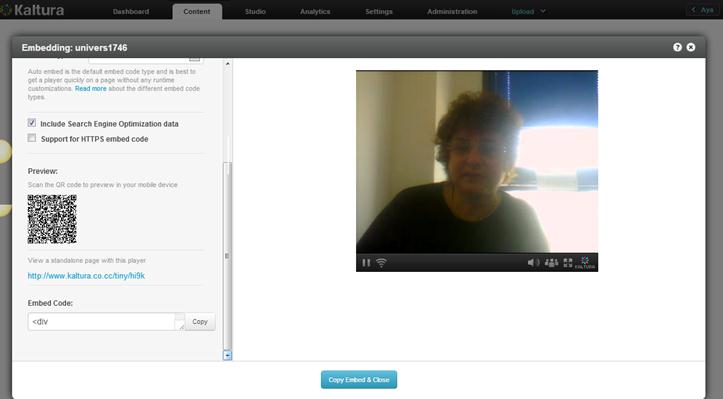 Kaltura
Dashboard
Content
Studio
Analytics
Settings
Administration
Upload
Aya
Embedding: univers1746
Auto embed is the default embed code type and is best to
get a player quickly on a page without any runtime
customizations. Read more about the different embed code
types.
Include Search Engine Optimization data
Support for HTTPS embed code
Preview:
Scan the QR code to preview in your mobile device
View a standalone page with this player
http://www.kaltura.co.cc/tiny/hi9k
Embed Code:
<div
Copy
KALTURA
Copy Embed & Close